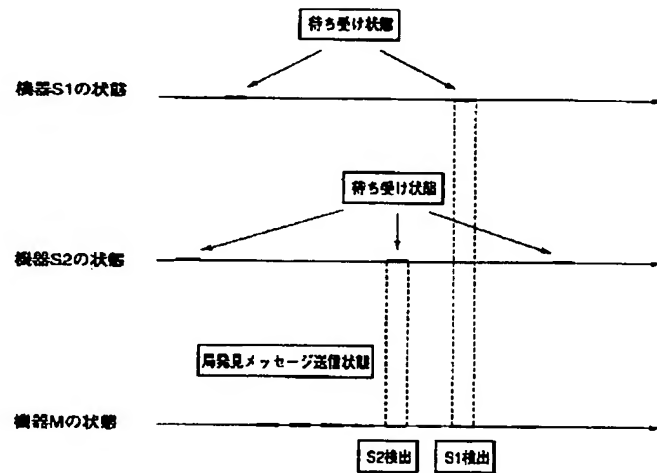 待ち受け状態
機器S1の状態
待ち受け状態
機器S2の状態
局発見メッセージ送信状態
機器Mの状態
S2検出
S1検出